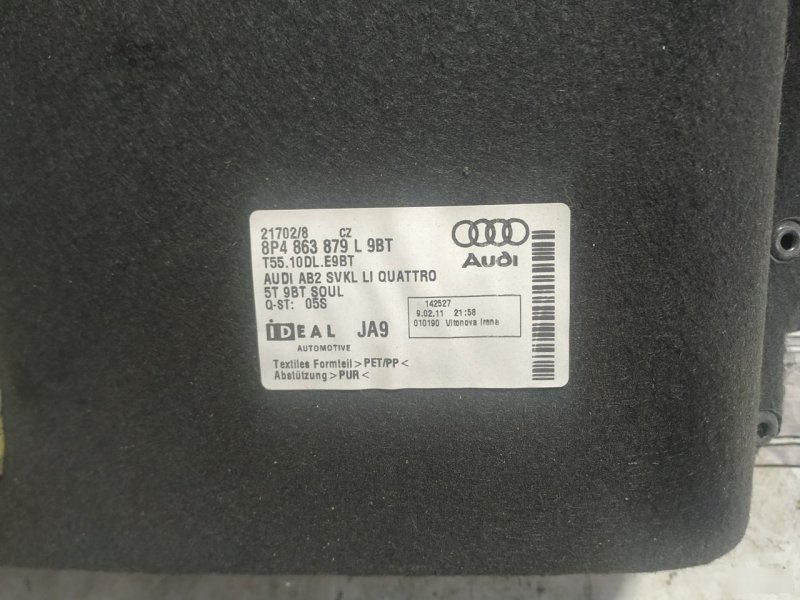 21702/8 CZ
8P4 863 879 L 9BT
T55.10DL.E9BT
AUDI AB2 SVKL LI QUATTRO
5T 9BT SOUL
Q-ST: 05S
Audi
142527
9.02.11 21:58
010190 Vitonova Irena
IDEAL JA9
AUTOMOTIVE
Textiles Formteil >PET/PP<
Abstützung >PUR<